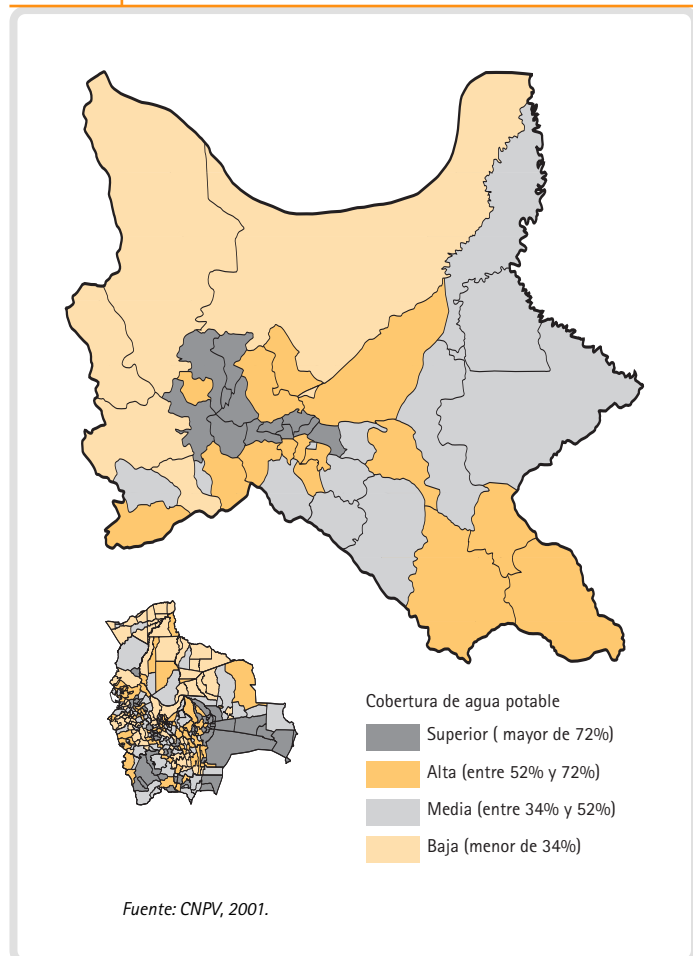 Cobertura de agua potable
Superior ( mayor de 72%)
Alta (entre 52% y 72%)
Media (entre 34% y 52%)
Baja (menor de 34%)
Fuente: CNPV, 2001.